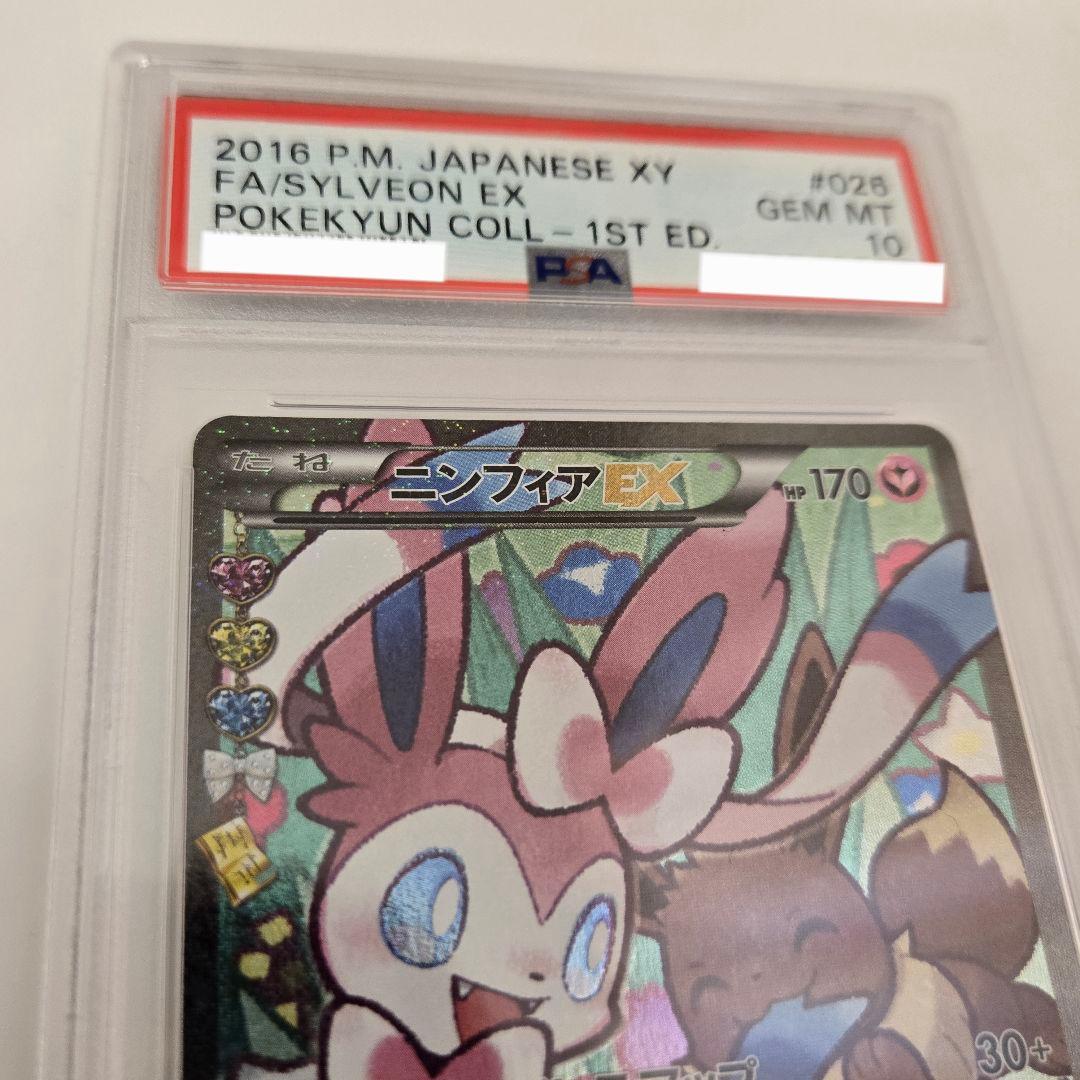 2016 P.M. JAPANESE XY #026
FA/SYLVEON EX GEM MT
POKEKYUN COLL - 1ST ED. 10
PSA
たね ニンフィアEX HP 170
30+